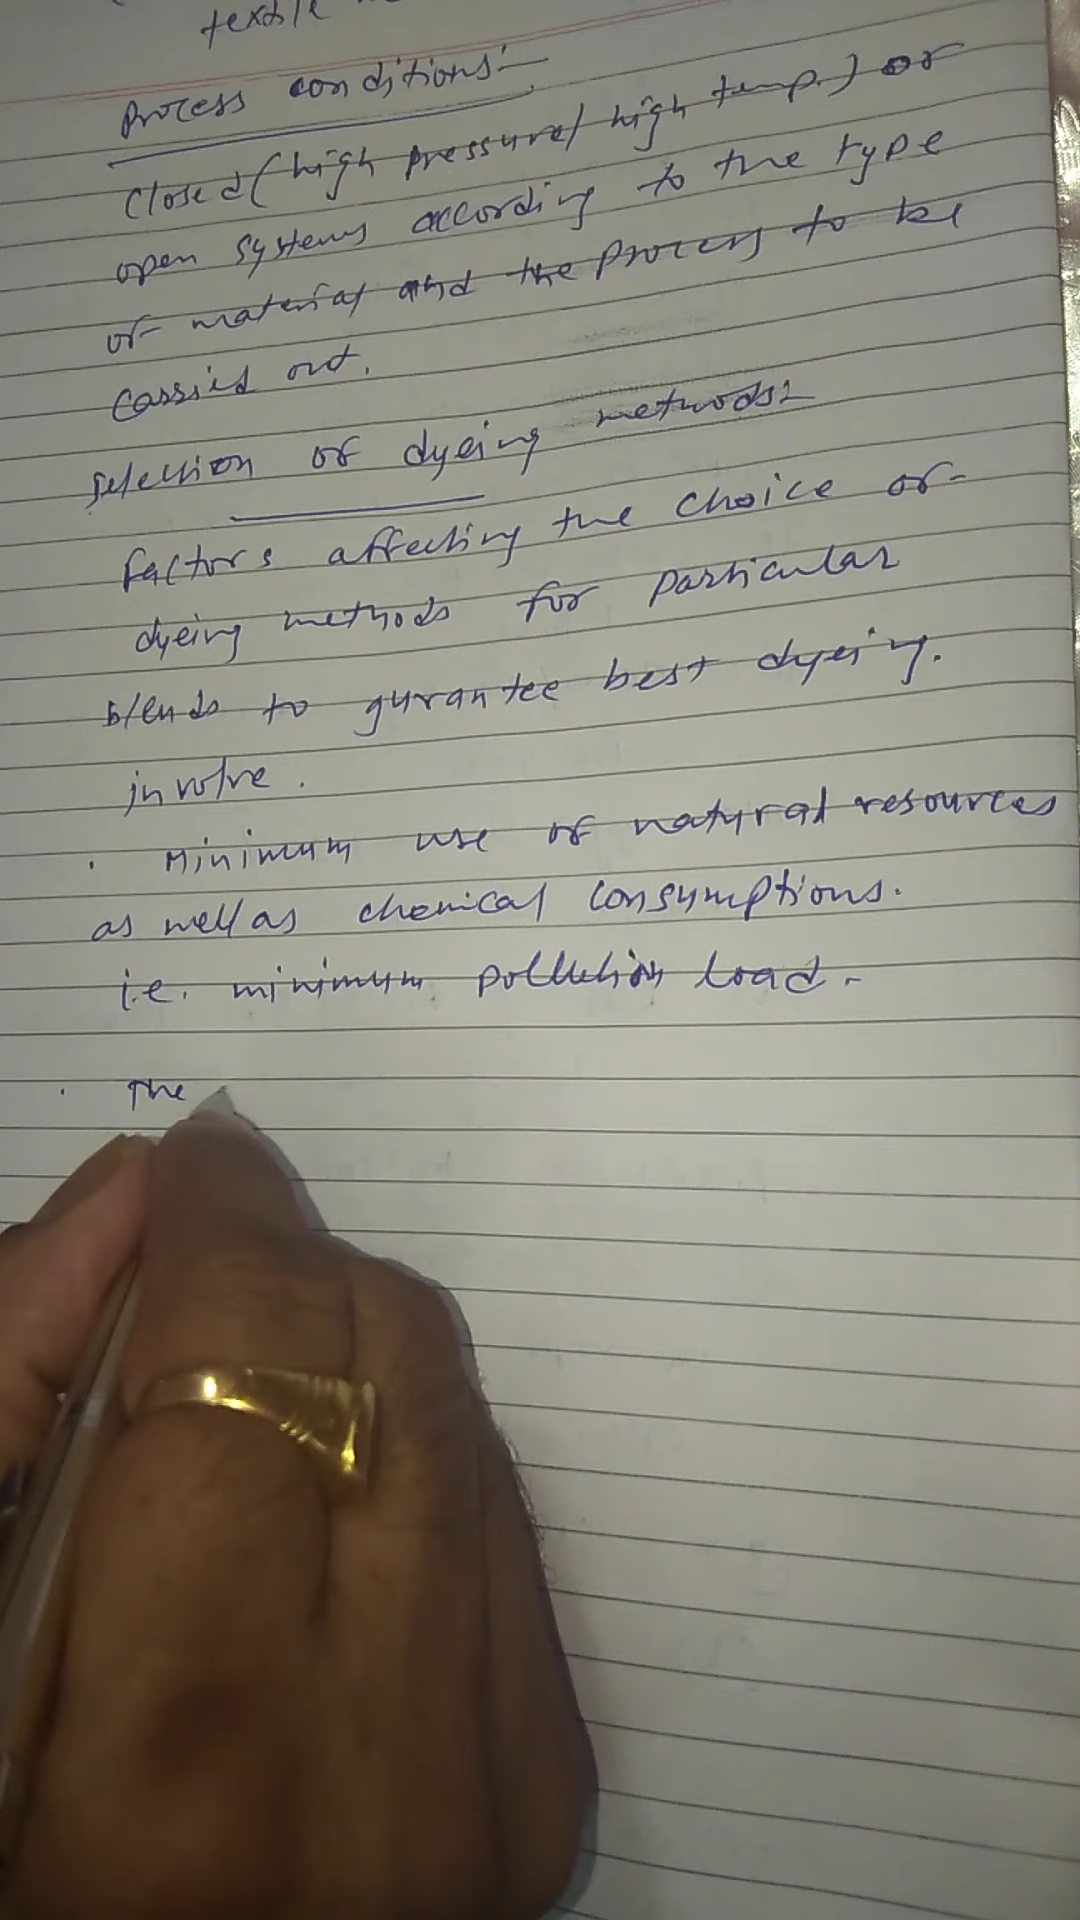 textile
Process conditions:-
Closed (high pressure/high temp.) or
open systems according to the type
of material and the process to be
carried out.
Selection of dyeing methods:-
factors affecting the choice of
dyeing methods for particular
blends to gurantee best dyeing.
involve.
. Minimum use of natural resources
as well as chemical consumptions.
i.e. minimum pollution load.
. The